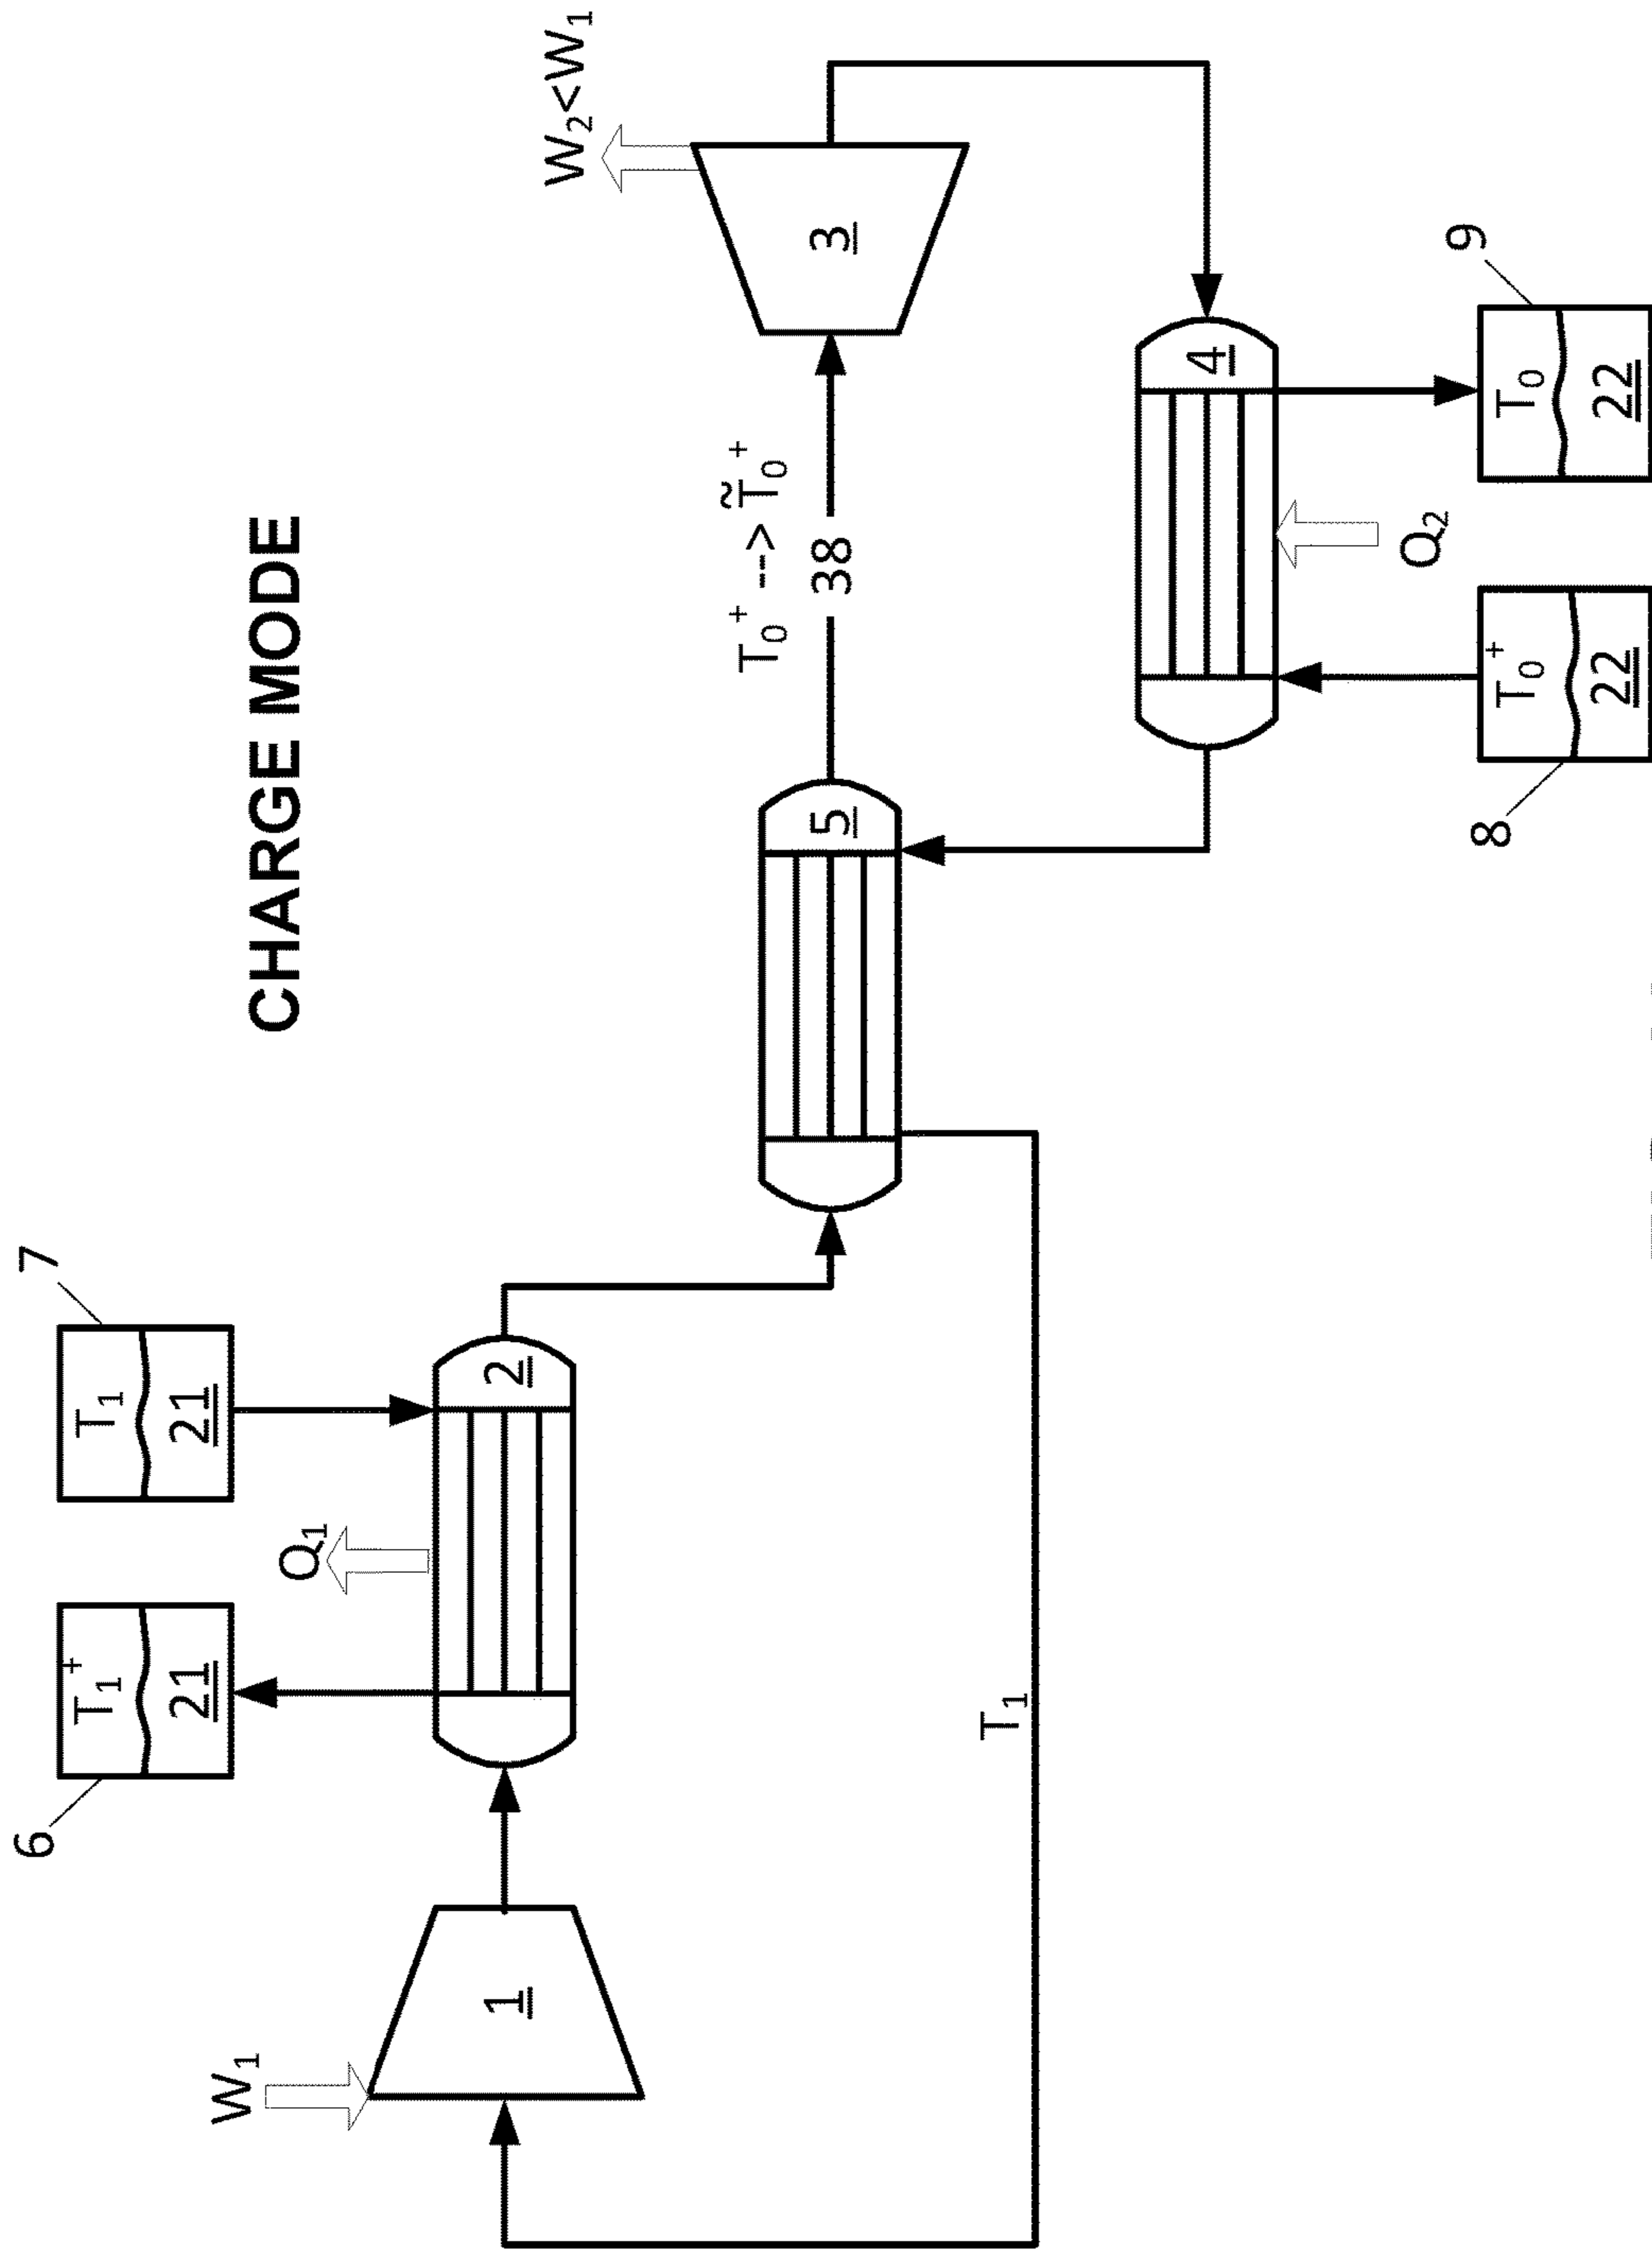 CHARGE MODE
6
7
T₁⁺
21
T₁
21
W₁
Q₁
1
2
5
T₁
T₀⁺ --> T̃₀⁺
38
W₂<W₁
3
4
Q₂
8
9
T₀⁺
22
T₀
22